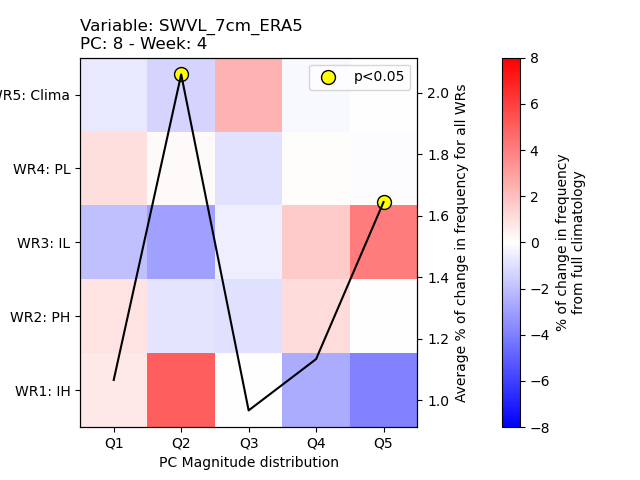 Variable: SWVL_7cm_ERA5
PC: 8 - Week: 4
p<0.05
WR5: Clima
WR4: PL
WR3: IL
WR2: PH
WR1: IH
Q1 Q2 Q3 Q4 Q5
PC Magnitude distribution
2.0
1.8
1.6
1.4
1.2
1.0
Average % of change in frequency for all WRs
8
6
4
2
0
−2
−4
−6
−8
% of change in frequency
from full climatology